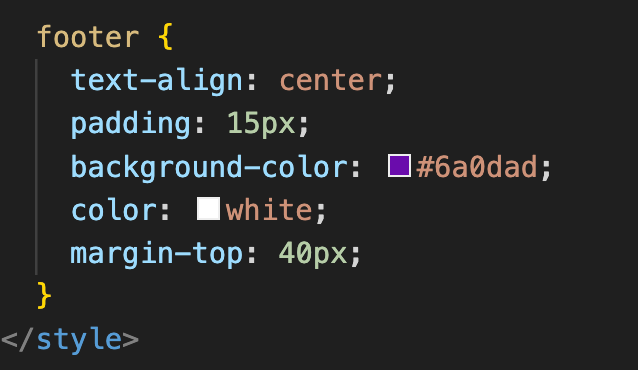 footer {
text-align: center;
padding: 15px;
background-color: #6a0dad;
color: white;
margin-top: 40px;
}
</style>